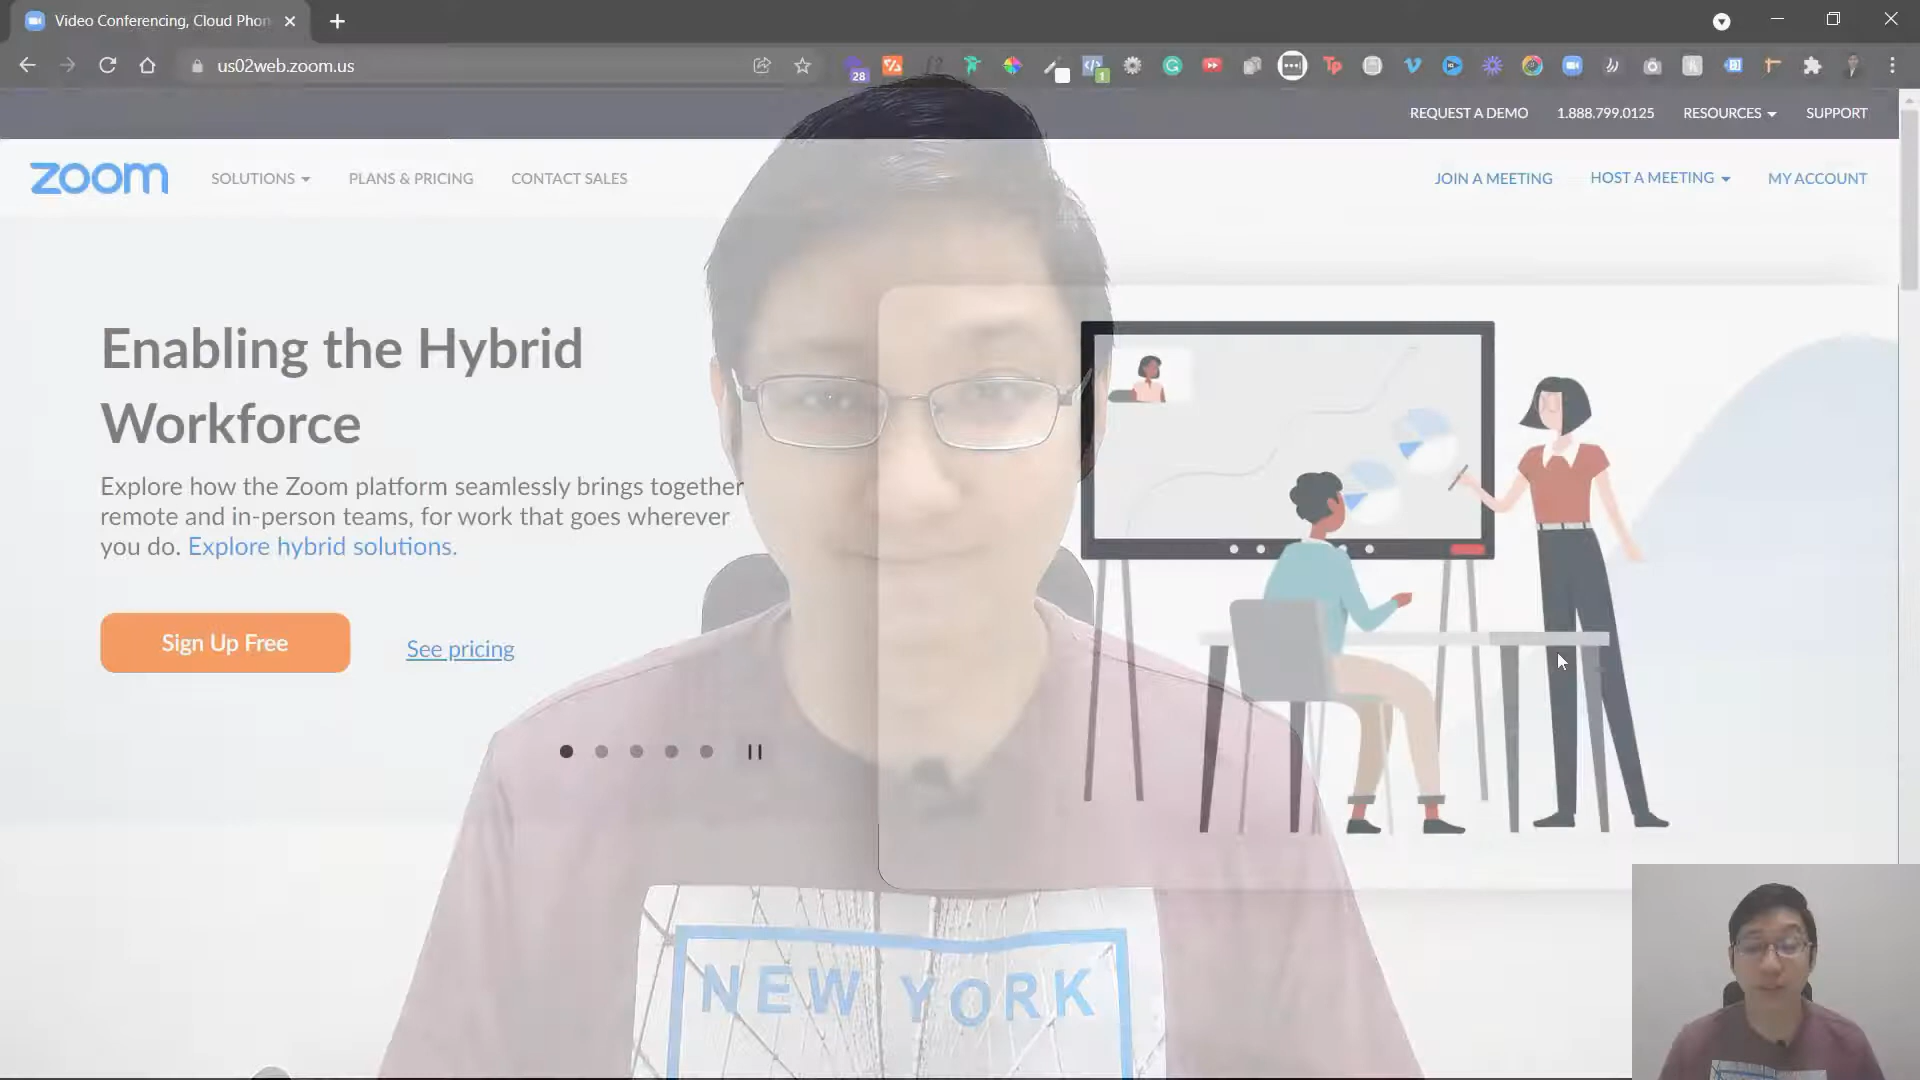 Video Conferencing, Cloud Phon
us02web.zoom.us
28
1
Tp
REQUEST A DEMO 1.888.799.0125 RESOURCES SUPPORT
zoom SOLUTIONS PLANS & PRICING CONTACT SALES JOIN A MEETING HOST A MEETING MY ACCOUNT
Enabling the Hybrid
Workforce
Explore how the Zoom platform seamlessly brings together
remote and in-person teams, for work that goes wherever
you do. Explore hybrid solutions.
Sign Up Free See pricing
NEW YORK